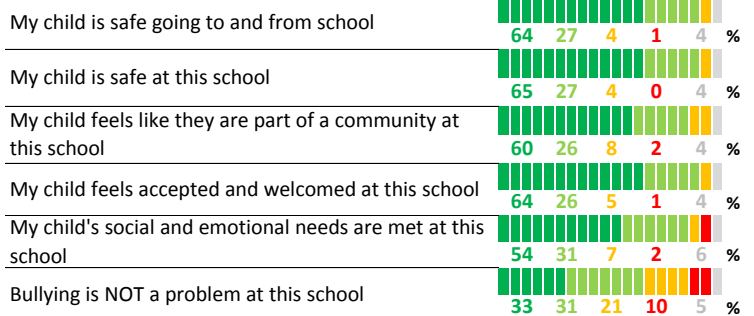 My child is safe going to and from school
64 27 4 1 4 %
My child is safe at this school
65 27 4 0 4 %
My child feels like they are part of a community at
this school
60 26 8 2 4 %
My child feels accepted and welcomed at this school
64 26 5 1 4 %
My child's social and emotional needs are met at this
school
54 31 7 2 6 %
Bullying is NOT a problem at this school
33 31 21 10 5 %